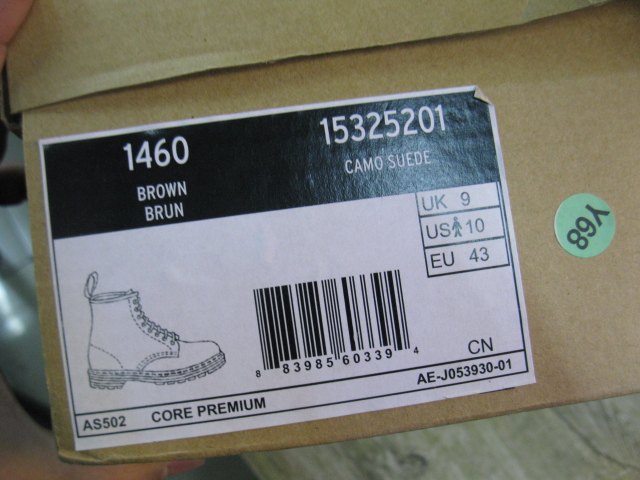 1460
15325201
BROWN
BRUN
CAMO SUEDE
UK 9
US 10
EU 43
8 83985 60339 4
CN
AS502 CORE PREMIUM
AE-J053930-01
Y68